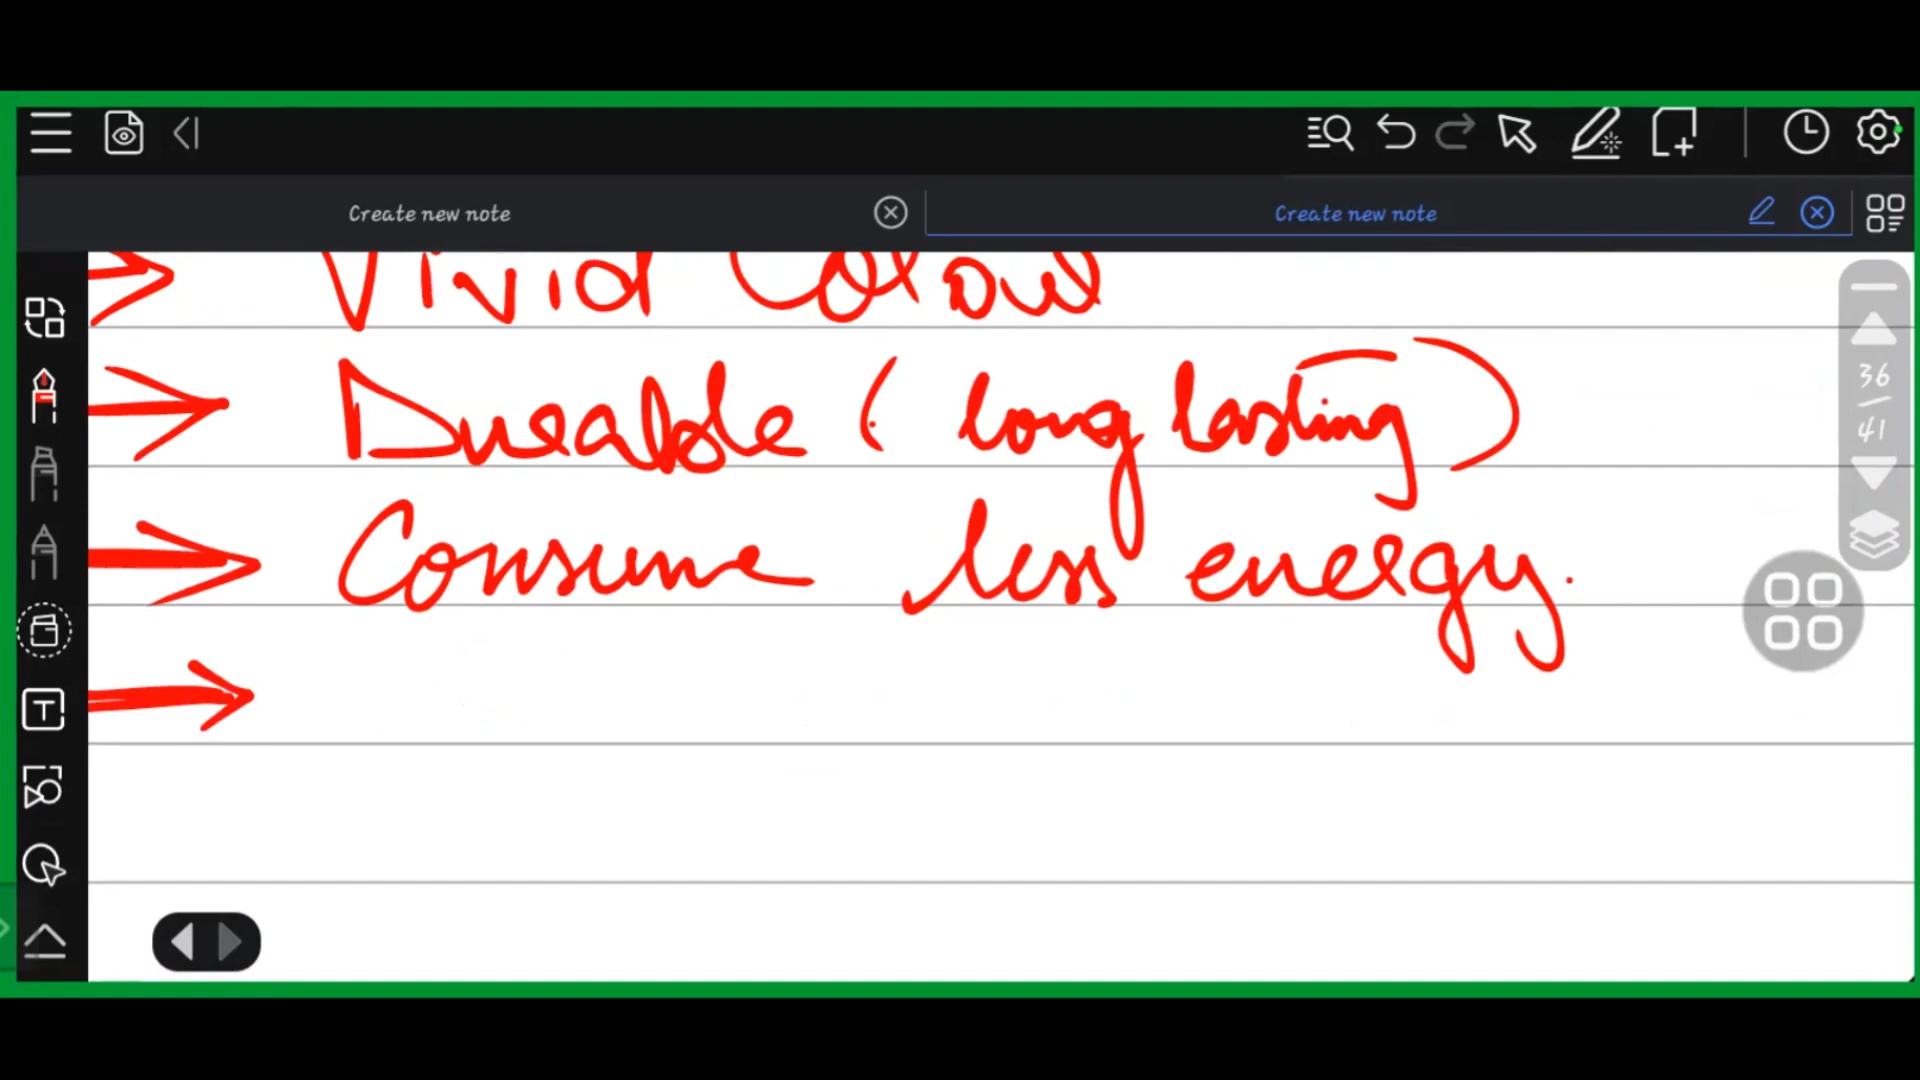 Create new note Create new note
→ Vivid Colour
→ Durable (long lasting)
→ Consume less energy.
→
36
41
T